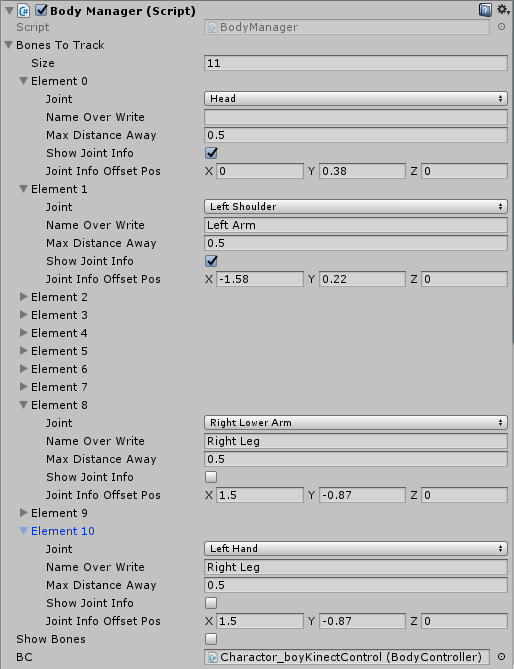 Body Manager (Script)
Script BodyManager
Bones To Track
Size 11
Element 0
Joint Head
Name Over Write
Max Distance Away 0.5
Show Joint Info
Joint Info Offset Pos X 0 Y 0.38 Z 0
Element 1
Joint Left Shoulder
Name Over Write Left Arm
Max Distance Away 0.5
Show Joint Info
Joint Info Offset Pos X -1.58 Y 0.22 Z 0
Element 2
Element 3
Element 4
Element 5
Element 6
Element 7
Element 8
Joint Right Lower Arm
Name Over Write Right Leg
Max Distance Away 0.5
Show Joint Info
Joint Info Offset Pos X 1.5 Y -0.87 Z 0
Element 9
Element 10
Joint Left Hand
Name Over Write Right Leg
Max Distance Away 0.5
Show Joint Info
Joint Info Offset Pos X 1.5 Y -0.87 Z 0
Show Bones
BC Charactor_boyKinectControl (BodyController)